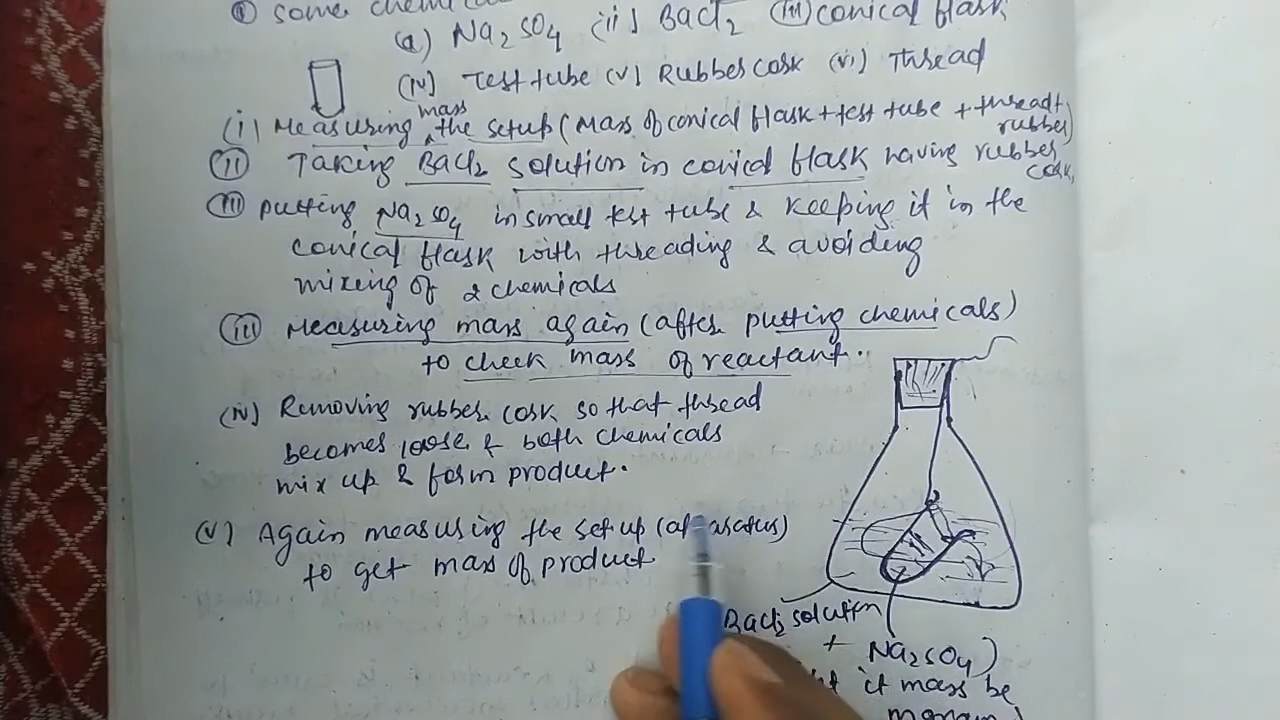 ① some chemical
(a) Na2SO4 (ii) BaCl2 (iii) conical flask
(iv) Test tube (v) Rubber cork (vi) Thread
mass
(i) Measuring ^ the setup (Mass of conical flask + test tube + thread +
rubber)
(ii) Taking BaCl2 solution in conical flask having rubber
cork,
(iii) putting Na2SO4 in small test tube & keeping it in the
conical flask with threading & avoiding
mixing of 2 chemicals
(iii) Measuring mass again (after putting chemicals)
to check mass of reactant.
(iv) Removing rubber cork so that thread
becomes loose & both chemicals
mix up & form product.
(v) Again measuring the setup
to get mass of product
BaCl2 solution
+ Na2SO4)
it mass be